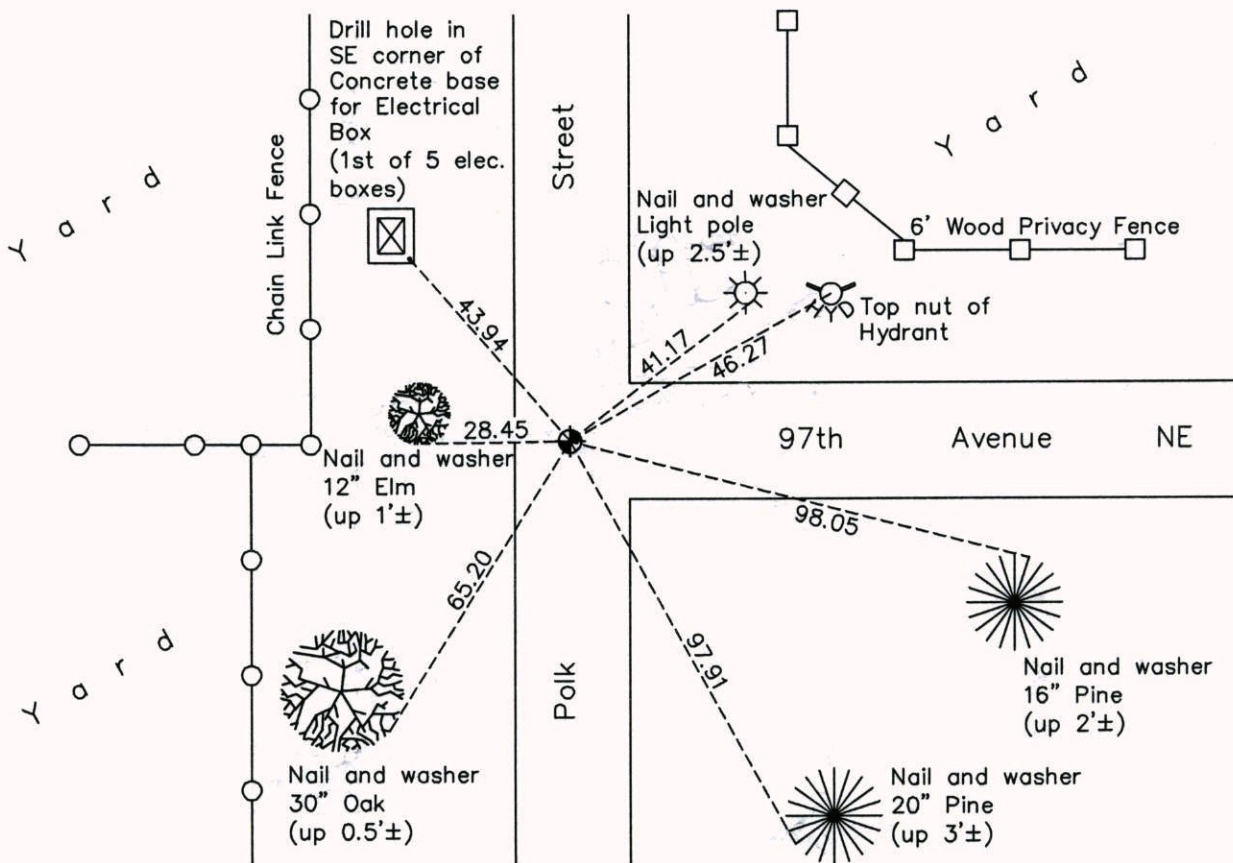 Drill hole in
SE corner of
Concrete base
for Electrical
Box
(1st of 5 elec.
boxes)
Yard
Chain Link Fence
Street
Yard
Nail and washer
Light pole
(up 2.5'±)
6' Wood Privacy Fence
HYD
Top nut of
Hydrant
43.94
41.17
46.27
28.45
97th Avenue NE
Nail and washer
12" Elm
(up 1'±)
98.05
65.20
97.91
Yard
Polk
Nail and washer
16" Pine
(up 2'±)
Nail and washer
30" Oak
(up 0.5'±)
Nail and washer
20" Pine
(up 3'±)